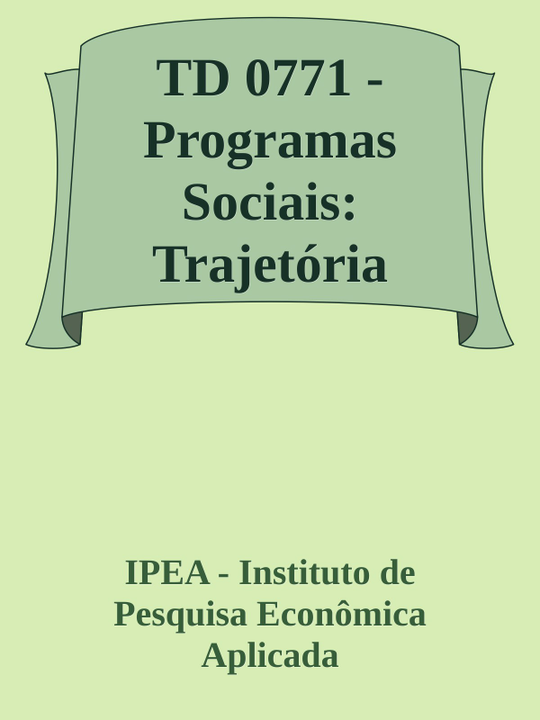 TD 0771 -
Programas
Sociais:
Trajetória
IPEA - Instituto de
Pesquisa Econômica
Aplicada